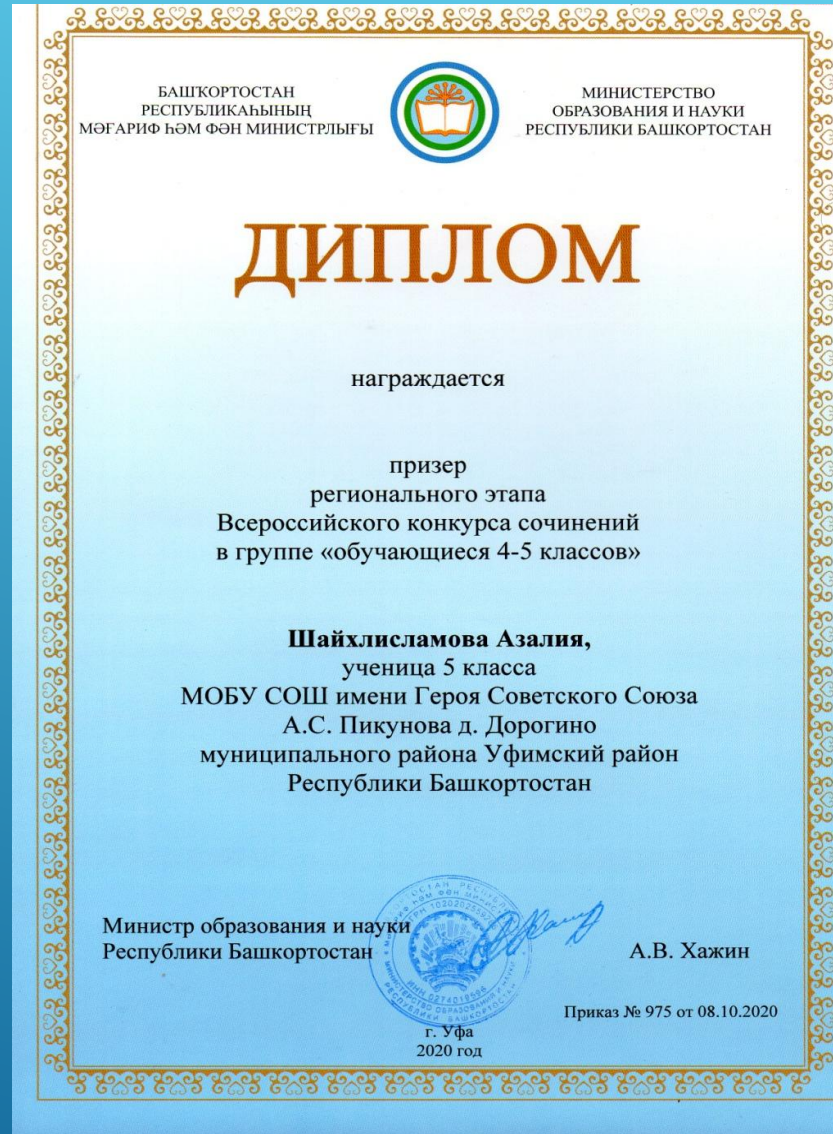 БАШҠОРТОСТАН
РЕСПУБЛИКАҺЫНЫҢ
МӘҒАРИФ ҺӘМ ФӘН МИНИСТРЛЫҒЫ
МИНИСТЕРСТВО
ОБРАЗОВАНИЯ И НАУКИ
РЕСПУБЛИКИ БАШКОРТОСТАН
ДИПЛОМ
награждается
призер
регионального этапа
Всероссийского конкурса сочинений
в группе «обучающиеся 4-5 классов»
Шайхлисламова Азалия,
ученица 5 класса
МОБУ СОШ имени Героя Советского Союза
А.С. Пикунова д. Дорогино
муниципального района Уфимский район
Республики Башкортостан
Министр образования и науки
Республики Башкортостан
А.В. Хажин
Приказ № 975 от 08.10.2020
г. Уфа
2020 год